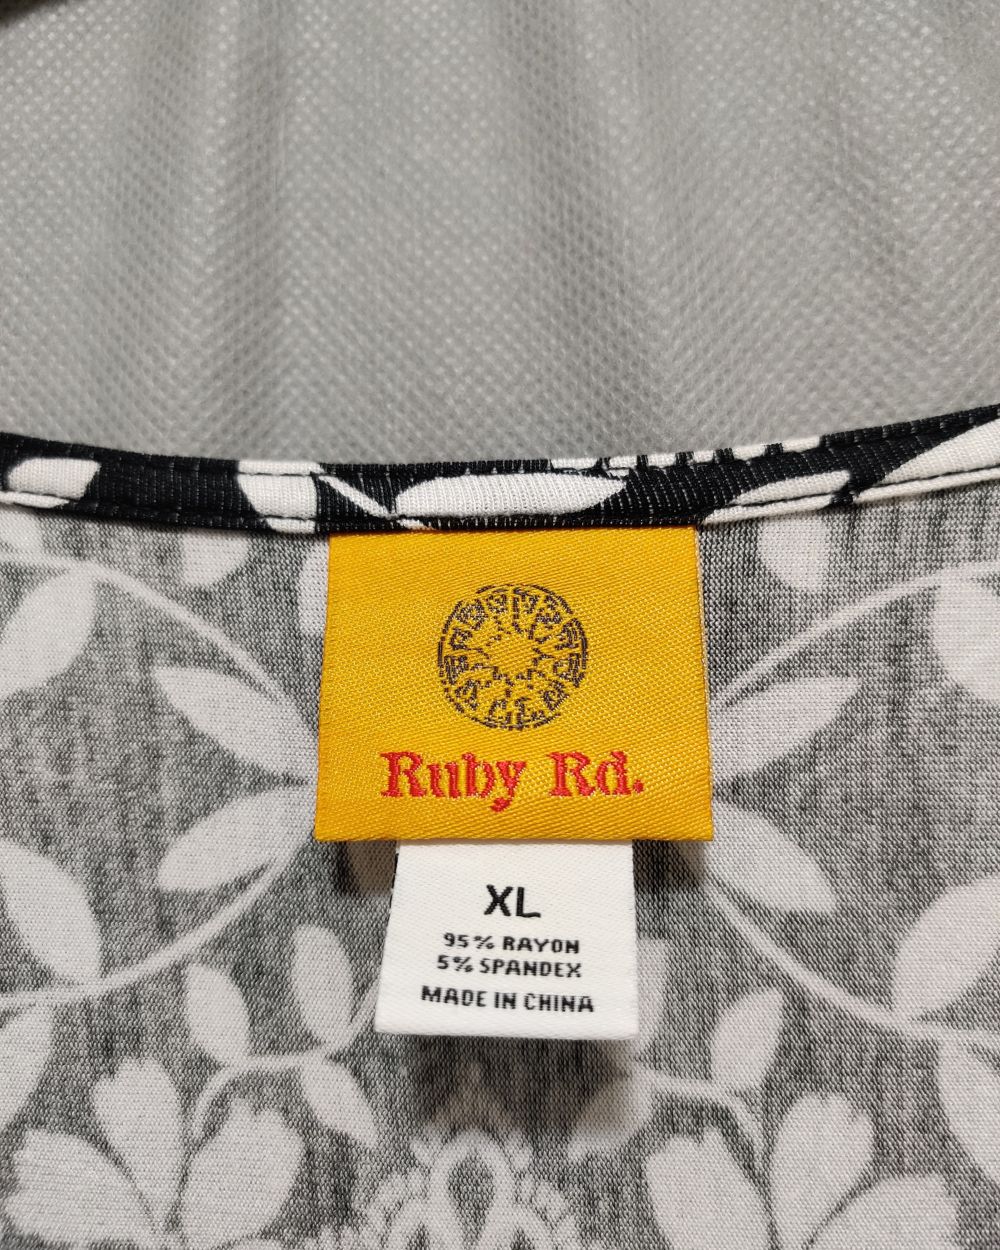 Ruby Rd.
XL
95% RAYON
5% SPANDEX
MADE IN CHINA